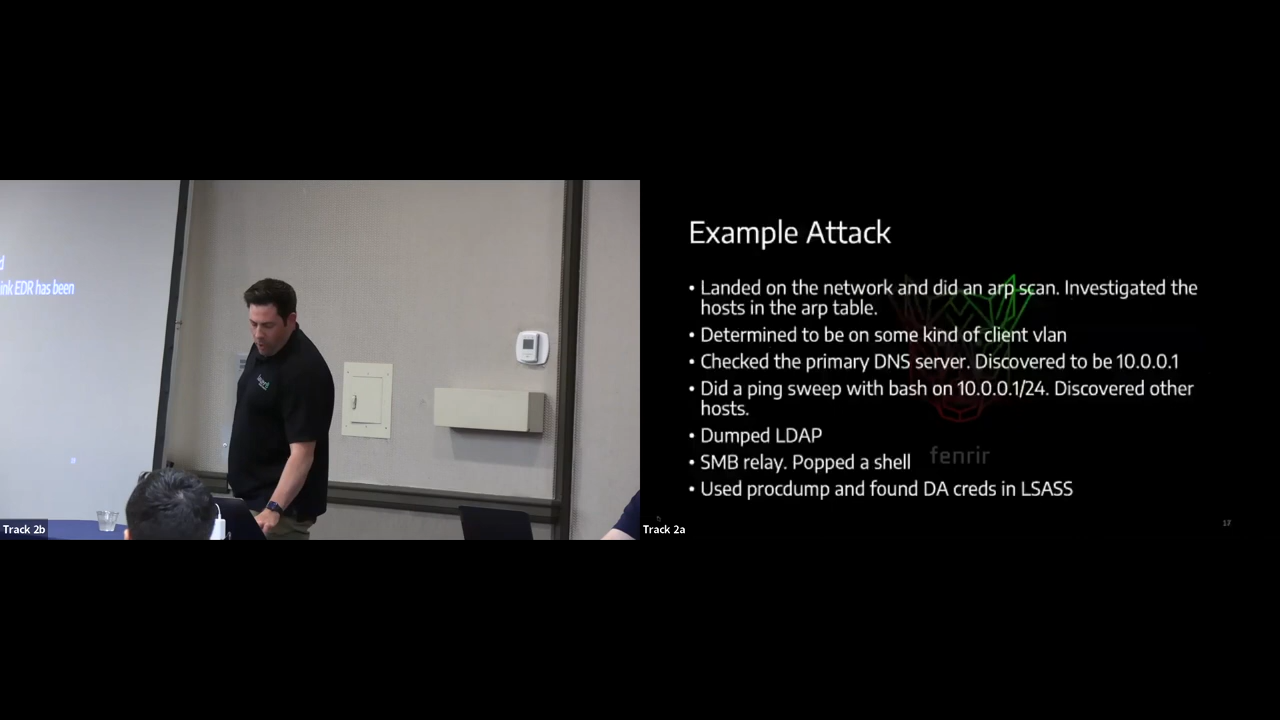 ink EDR has been
Track 2b
Example Attack
• Landed on the network and did an arp scan. Investigated the
hosts in the arp table.
• Determined to be on some kind of client vlan
• Checked the primary DNS server. Discovered to be 10.0.0.1
• Did a ping sweep with bash on 10.0.0.1/24. Discovered other
hosts.
• Dumped LDAP
• SMB relay. Popped a shell
• Used procdump and found DA creds in LSASS
fenrir
17
Track 2a